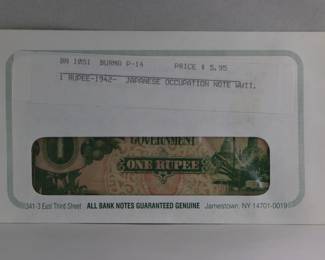 BN 1051 BURMA P-14 PRICE $ 5.95
1 RUPEE-1942- JAPANESE OCCUPATION NOTE
GOVERNMENT
ONE RUPEE
341-3 East Third Street ALL BANK NOTES GUARANTEED GENUINE Jamestown, NY 14701-0019